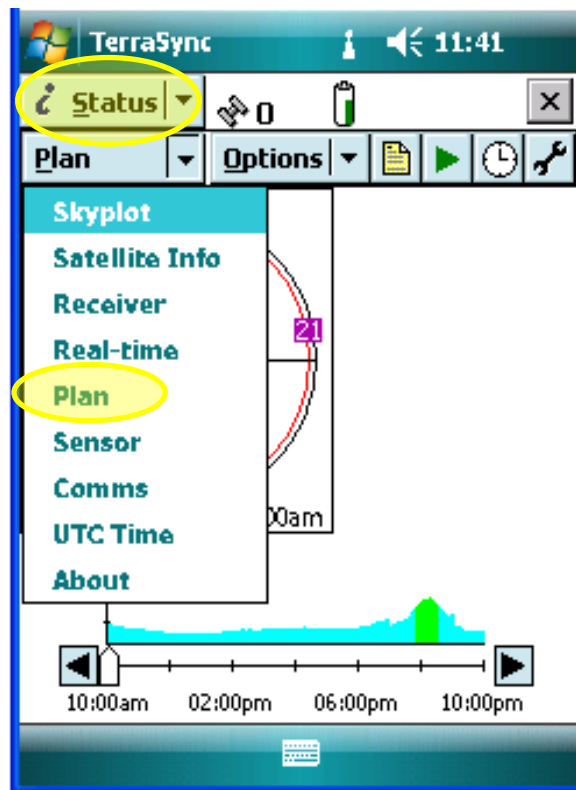 TerraSync 11:41
Status 0
Plan Options
Skyplot
Satellite Info
Receiver
21
Real-time
Plan
Sensor
Comms
00am
UTC Time
About
10:00am 02:00pm 06:00pm 10:00pm